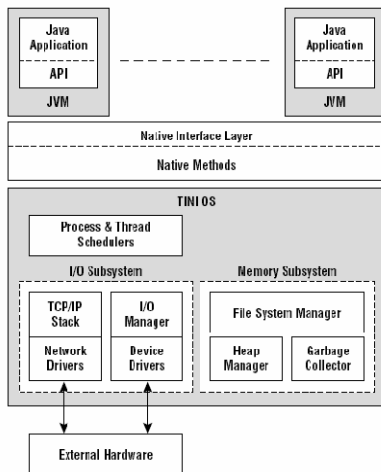 Java
Application
API
JVM
Java
Application
API
JVM
Native Interface Layer
Native Methods
TINI OS
Process & Thread
Schedulers
I/O Subsystem
Memory Subsystem
TCP/IP
Stack
I/O
Manager
File System Manager
Network
Drivers
Device
Drivers
Heap
Manager
Garbage
Collector
External Hardware